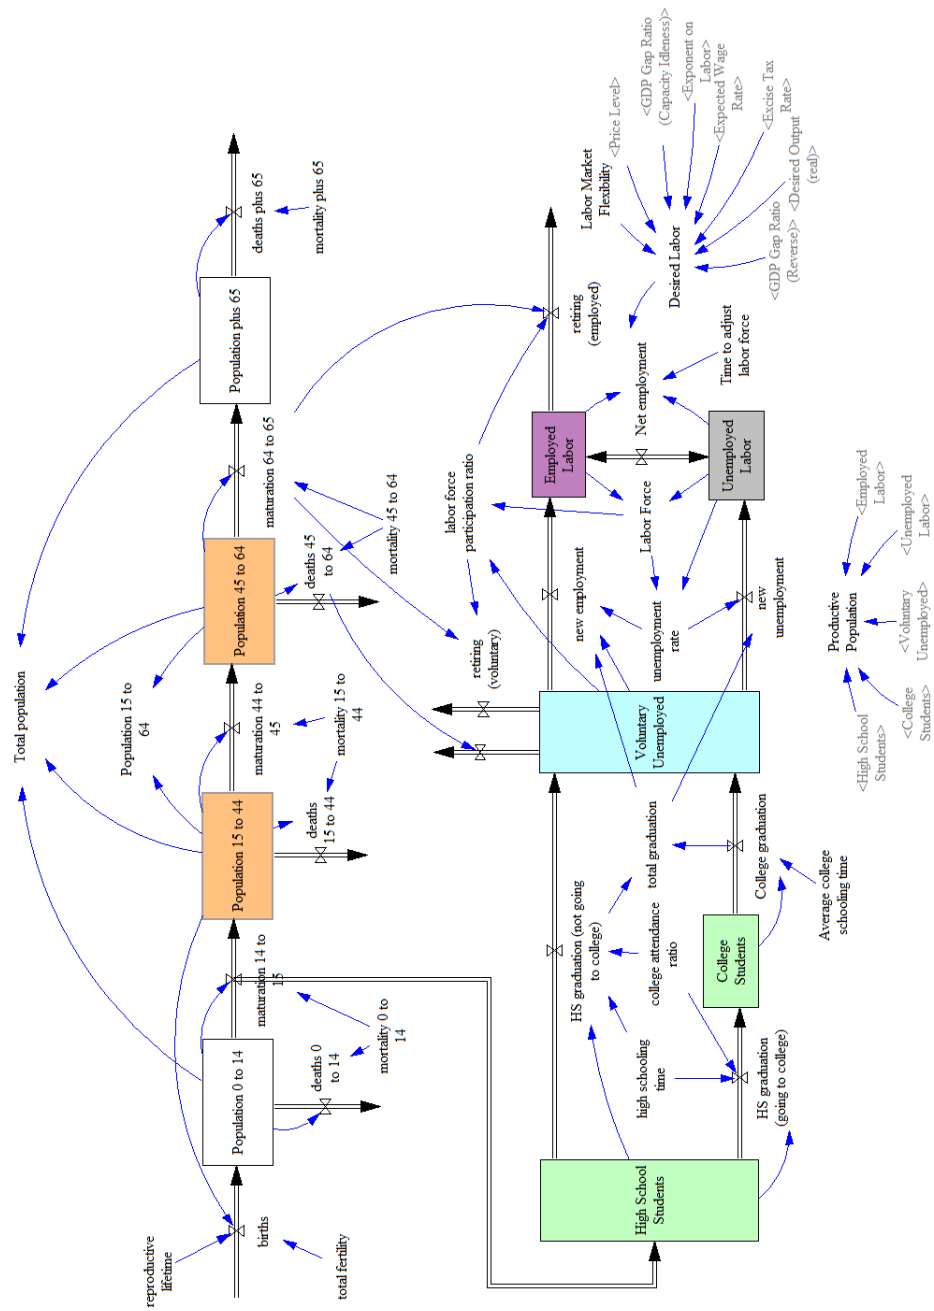 Total population
Population 15 to
64
reproductive
lifetime
Population 0 to 14
Population 15 to 44
Population 45 to 64
Population plus 65
births
maturation 14 to
15
maturation 44 to
45
maturation 64 to 65
deaths plus 65
total fertility
deaths 0
to 14
deaths
15 to 44
deaths 45
to 64
mortality plus 65
mortality 0 to
14
mortality 15 to
44
mortality 45 to 64
retiring
(voluntary)
labor force
participation ratio
HS graduation (not going
to college)
new employment
Employed
Labor
retiring
(employed)
Labor Market
Flexibility
<Price Level>
<GDP Gap Ratio
(Capacity Idleness)>
<Exponent on
Labor>
<Expected Wage
Rate>
<Excise Tax
Rate>
<Desired Output
(real)>
<GDP Gap Ratio
(Reverse)>
Desired Labor
High School
Students
high schooling
time
college attendance
ratio
total graduation
Voluntary
Unemployed
unemployment
rate
Labor Force
Net employment
Time to adjust
labor force
HS graduation
(going to college)
College
Students
College graduation
Unemployed
Labor
new
unemployment
Average college
schooling time
Productive
Population
<High School
Students>
<College
Students>
<Voluntary
Unemployed>
<Unemployed
Labor>
<Employed
Labor>